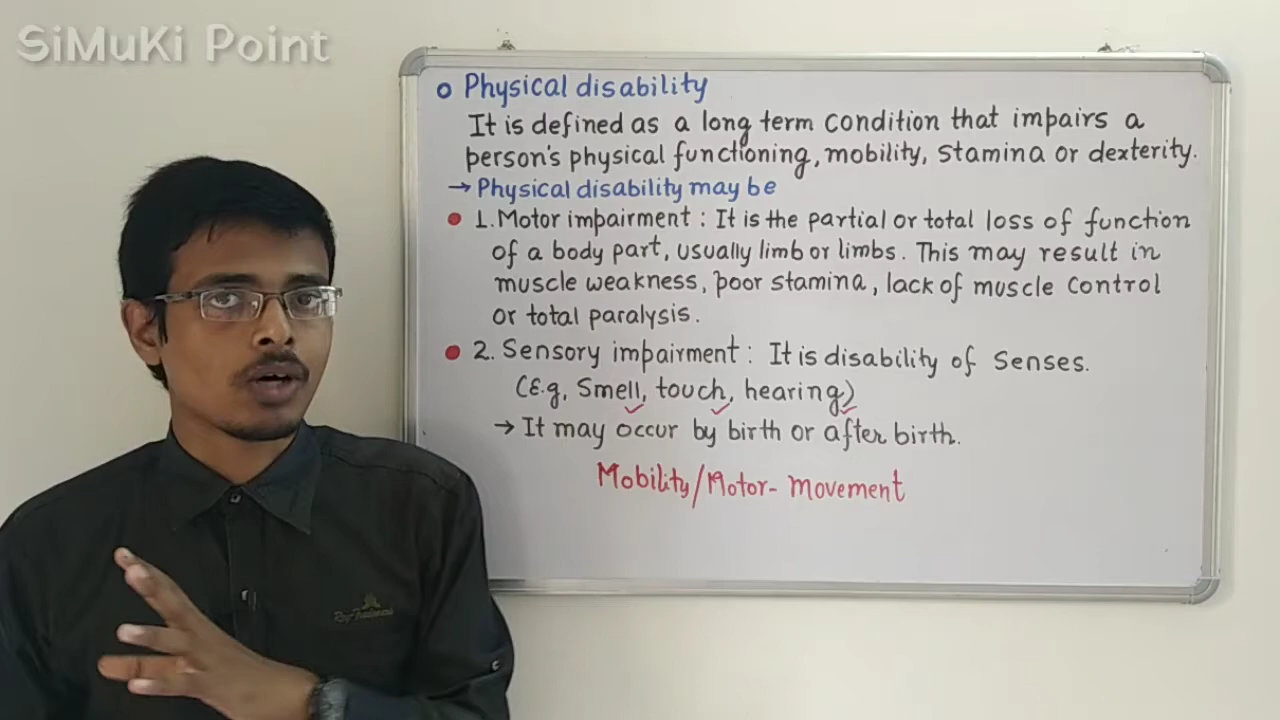 SiMuKi Point
Physical disability
It is defined as a long term condition that impairs a
person's physical functioning, mobility, stamina or dexterity.
→ Physical disability may be
1. Motor impairment : It is the partial or total loss of function
of a body part, usually limb or limbs. This may result in
muscle weakness, poor stamina, lack of muscle control
or total paralysis.
2. Sensory impairment : It is disability of senses.
(E.g, Smell, touch, hearing)
→ It may occur by birth or after birth.
Mobility/Motor- Movement